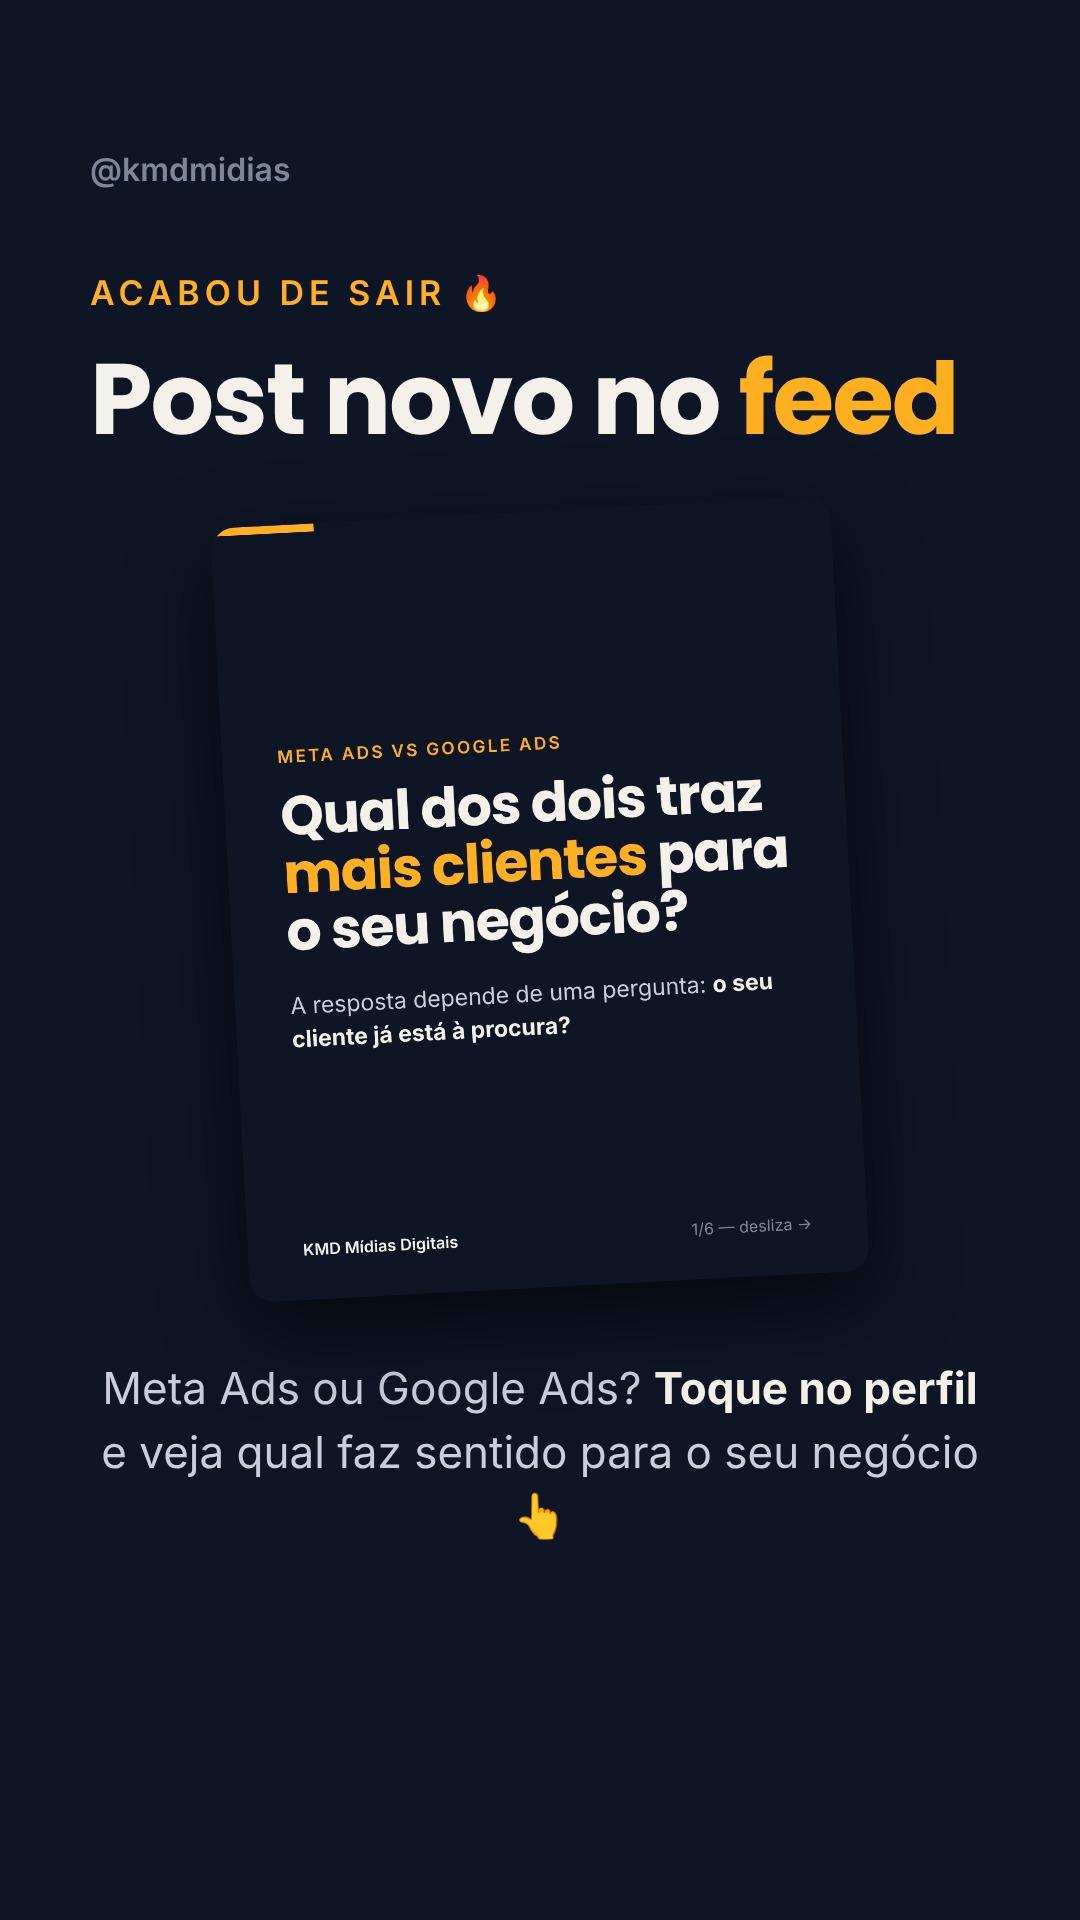 @kmdmidias
ACABOU DE SAIR 🔥
Post novo no feed
META ADS VS GOOGLE ADS
Qual dos dois traz
mais clientes para
o seu negócio?
A resposta depende de uma pergunta: o seu
cliente já está à procura?
KMD Mídias Digitais
1/6 — desliza →
Meta Ads ou Google Ads? Toque no perfil
e veja qual faz sentido para o seu negócio
👆